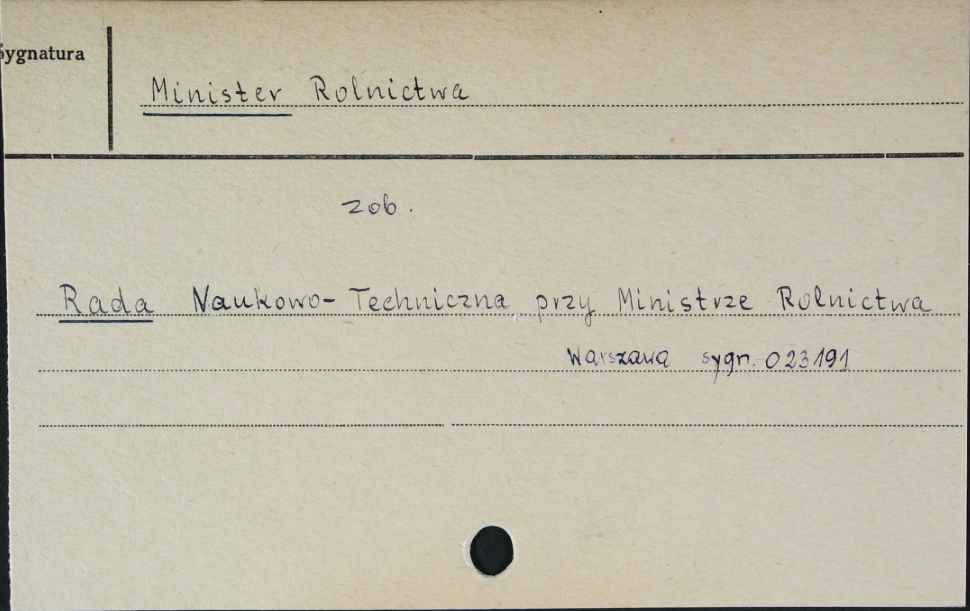 Sygnatura
Minister Rolnictwa
zob.
Rada Naukowo-Techniczna przy Ministrze Rolnictwa
Warszawa sygn. 023191